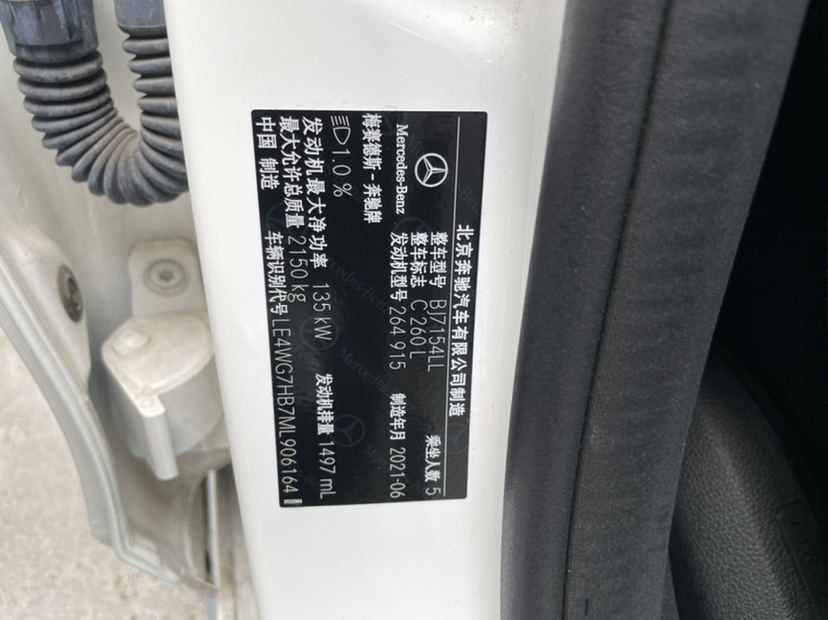 北京奔驰汽车有限公司制造
Mercedes-Benz
梅赛德斯-奔驰牌
整车型号 BJ7154LL
整车标志 C 260 L 乘坐人数 5
发动机型号 264 915 制造年月 2021-06
1.0 %
发动机最大净功率 135 kW 发动机排量 1497 mL
最大允许总质量 2150 kg
中国 制造 车辆识别代号 LE4WG7HB7ML906164